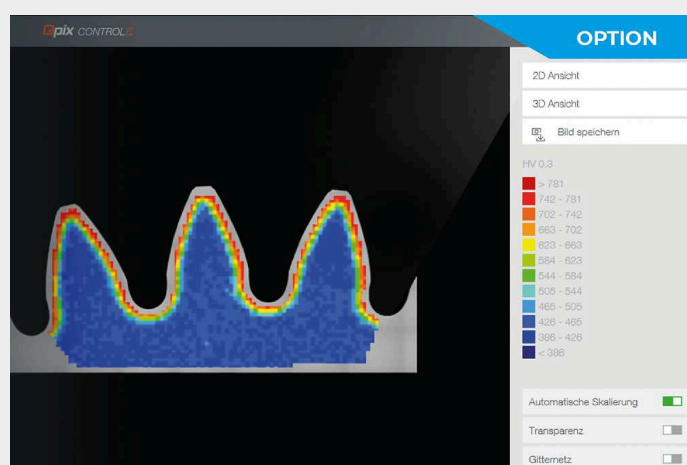 Qpix CONTROL2
OPTION
2D Ansicht
3D Ansicht
Bild speichern
HV 0.3
> 781
742 - 781
702 - 742
663 - 702
623 - 663
584 - 623
544 - 584
505 - 544
465 - 505
426 - 465
386 - 426
< 386
Automatische Skalierung
Transparenz
Gitternetz